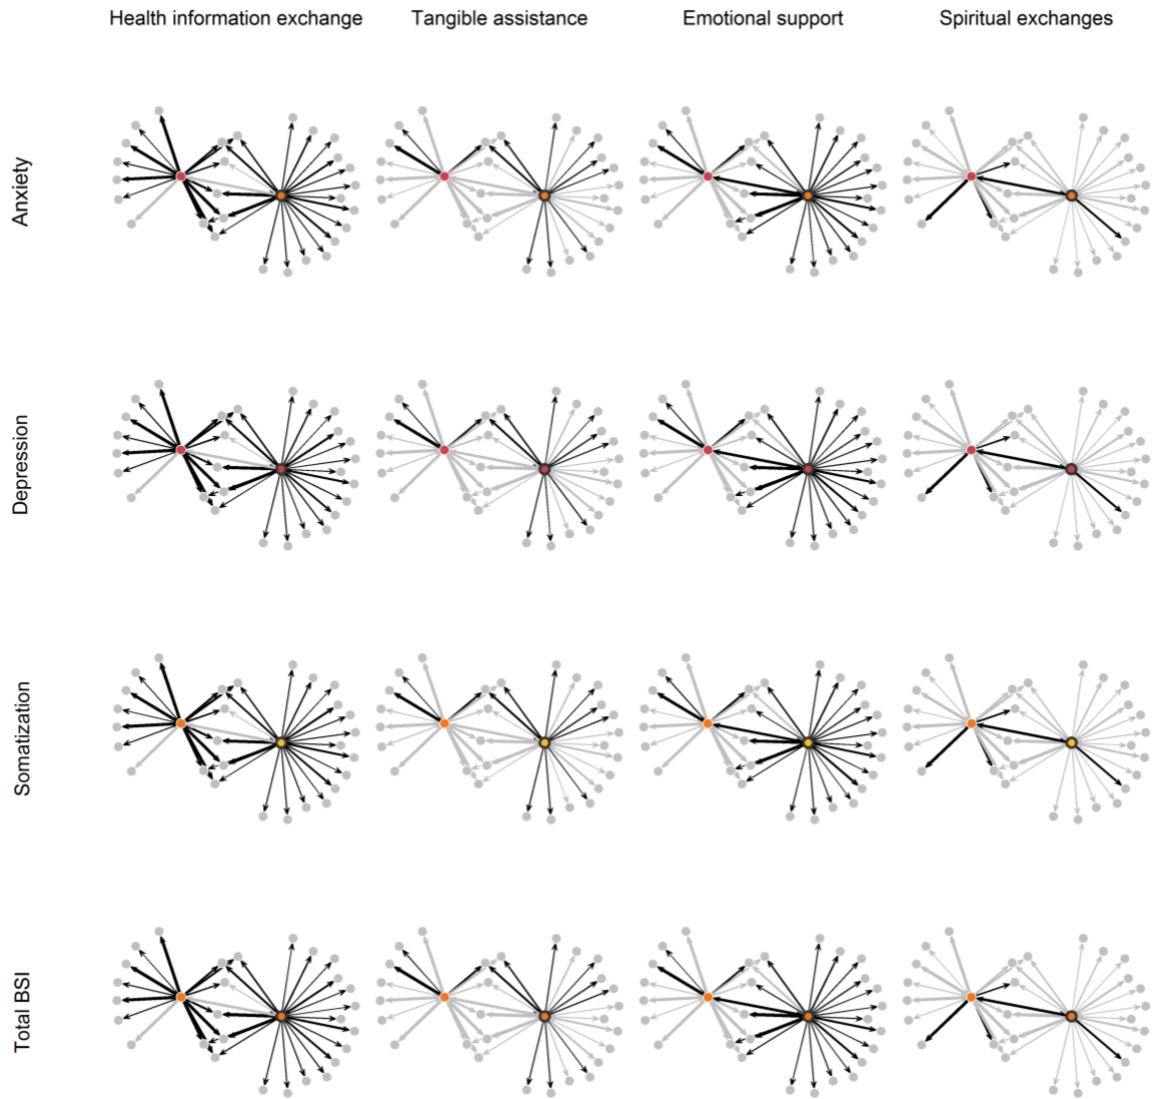 Health information exchange
Tangible assistance
Emotional support
Spiritual exchanges
Anxiety
Depression
Somatization
Total BSI